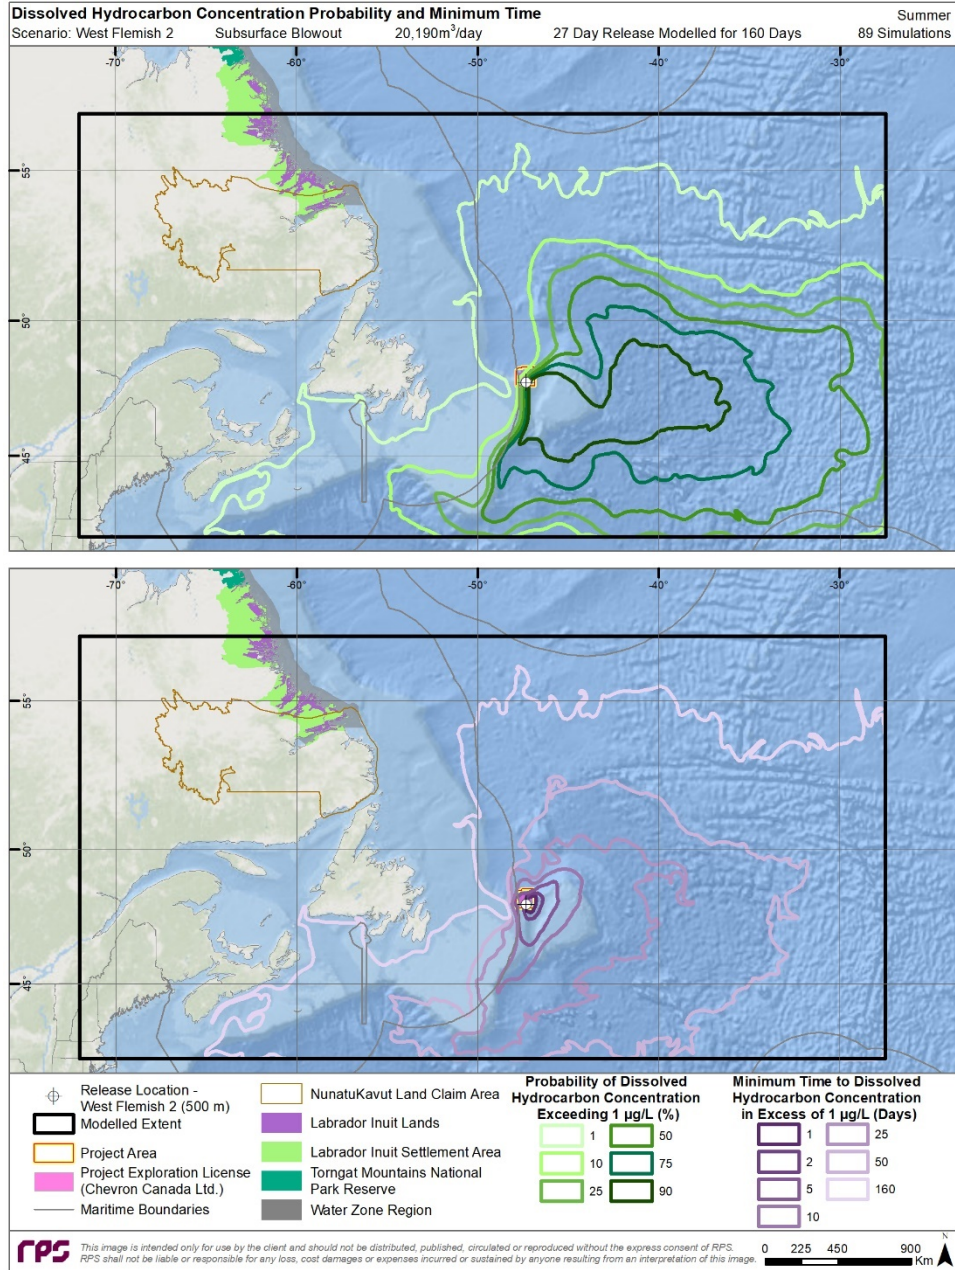 Dissolved Hydrocarbon Concentration Probability and Minimum Time Summer
Scenario: West Flemish 2 Subsurface Blowout 20,190m³/day 27 Day Release Modelled for 160 Days 89 Simulations
-70° -60° -50° -40° -30°
55°
50°
45°
-70° -60° -50° -40° -30°
55°
50°
45°
Release Location -
West Flemish 2 (500 m)
Modelled Extent
Project Area
Project Exploration License
(Chevron Canada Ltd.)
Maritime Boundaries
NunatuKavut Land Claim Area
Labrador Inuit Lands
Labrador Inuit Settlement Area
Torngat Mountains National
Park Reserve
Water Zone Region
Probability of Dissolved
Hydrocarbon Concentration
Exceeding 1 µg/L (%)
1 50
10 75
25 90
Minimum Time to Dissolved
Hydrocarbon Concentration
in Excess of 1 µg/L (Days)
1 25
2 50
5 160
10
rps
This image is intended only for use by the client and should not be distributed, published, circulated or reproduced without the express consent of RPS.
RPS shall not be liable or responsible for any loss, cost damages or expenses incurred or sustained by anyone resulting from an interpretation of this image.
0 225 450 900
Km
N